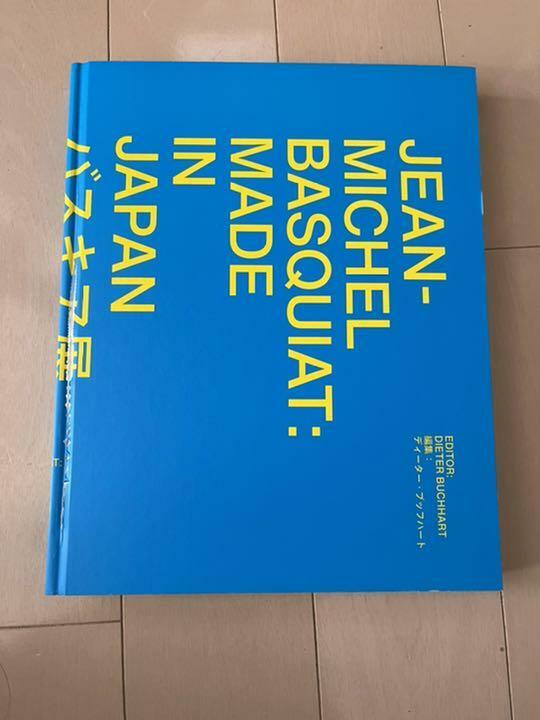 JEAN-
MICHEL
BASQUIAT:
MADE
IN
JAPAN
バスキア展
EDITOR:
DIETER BUCHHART
編集：
ディーター・ブッフハート
T: